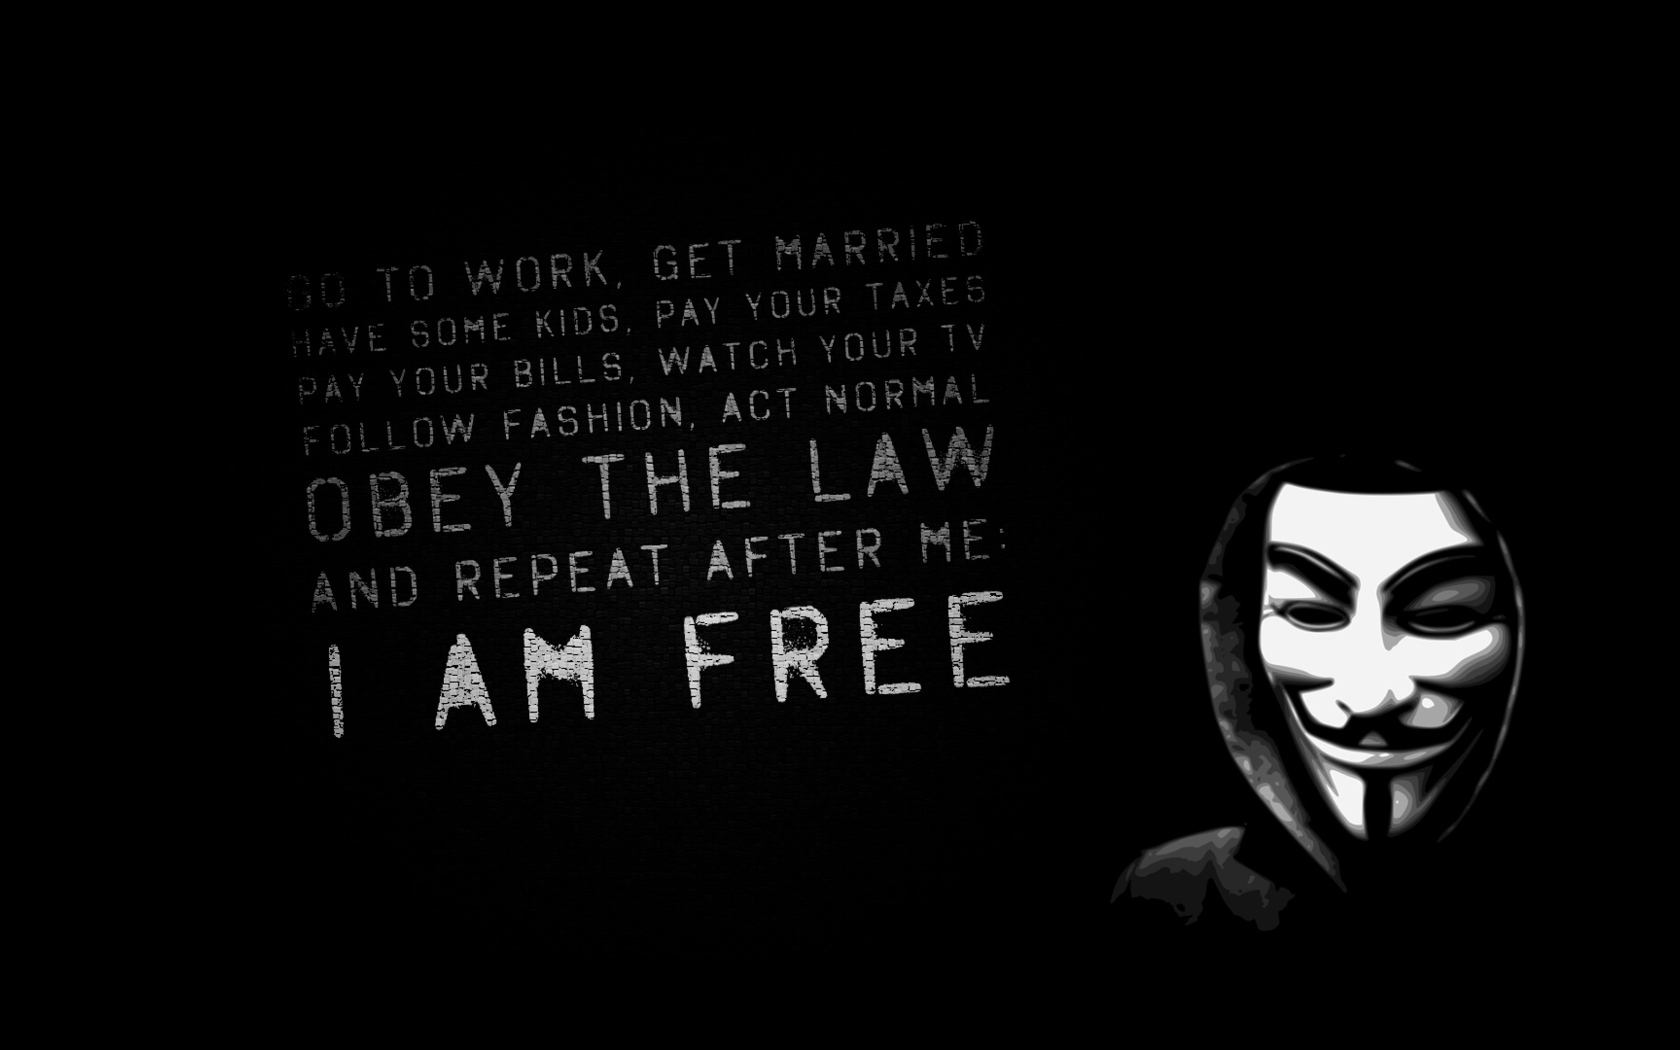 GO TO WORK, GET MARRIED
HAVE SOME KIDS, PAY YOUR TAXES
PAY YOUR BILLS, WATCH YOUR TV
FOLLOW FASHION, ACT NORMAL
OBEY THE LAW
AND REPEAT AFTER ME:
I AM FREE